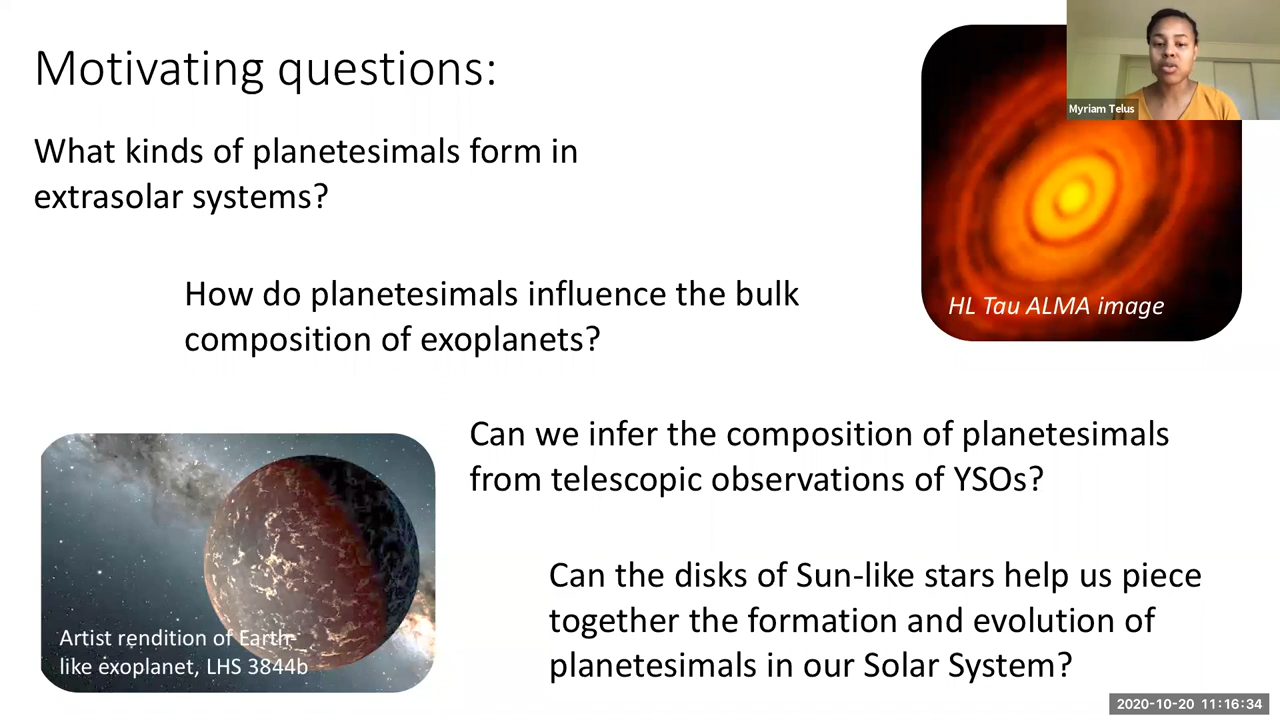 Motivating questions:
Myriam Telus
What kinds of planetesimals form in
extrasolar systems?
How do planetesimals influence the bulk
composition of exoplanets?
HL Tau ALMA image
Can we infer the composition of planetesimals
from telescopic observations of YSOs?
Can the disks of Sun-like stars help us piece
together the formation and evolution of
planetesimals in our Solar System?
Artist rendition of Earth-
like exoplanet, LHS 3844b
2020-10-20 11:16:34